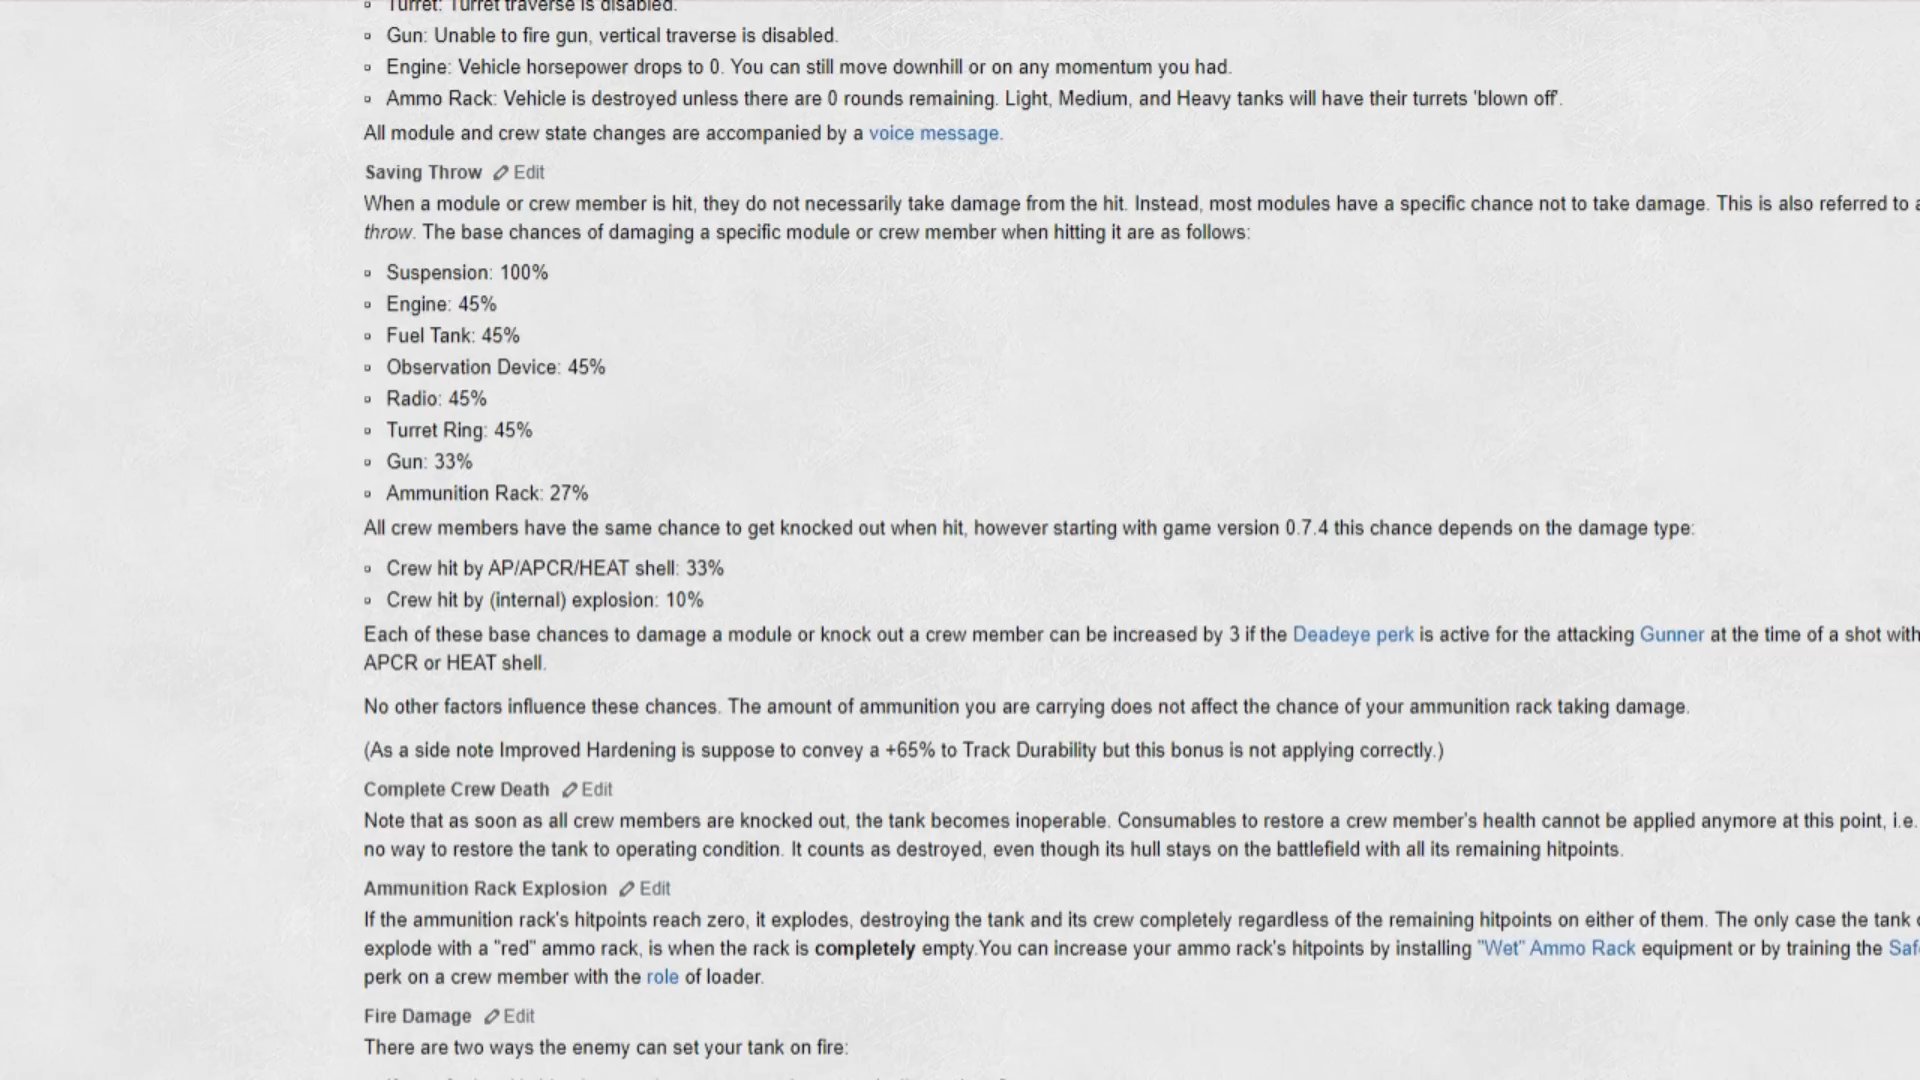 Turret: Turret traverse is disabled.
Gun: Unable to fire gun, vertical traverse is disabled.
Engine: Vehicle horsepower drops to 0. You can still move downhill or on any momentum you had.
Ammo Rack: Vehicle is destroyed unless there are 0 rounds remaining. Light, Medium, and Heavy tanks will have their turrets 'blown off'.
All module and crew state changes are accompanied by a voice message.
Saving Throw Edit
When a module or crew member is hit, they do not necessarily take damage from the hit. Instead, most modules have a specific chance not to take damage. This is also referred to a
throw. The base chances of damaging a specific module or crew member when hitting it are as follows:
Suspension: 100%
Engine: 45%
Fuel Tank: 45%
Observation Device: 45%
Radio: 45%
Turret Ring: 45%
Gun: 33%
Ammunition Rack: 27%
All crew members have the same chance to get knocked out when hit, however starting with game version 0.7.4 this chance depends on the damage type:
Crew hit by AP/APCR/HEAT shell: 33%
Crew hit by (internal) explosion: 10%
Each of these base chances to damage a module or knock out a crew member can be increased by 3 if the Deadeye perk is active for the attacking Gunner at the time of a shot with
APCR or HEAT shell.
No other factors influence these chances. The amount of ammunition you are carrying does not affect the chance of your ammunition rack taking damage.
(As a side note Improved Hardening is suppose to convey a +65% to Track Durability but this bonus is not applying correctly.)
Complete Crew Death Edit
Note that as soon as all crew members are knocked out, the tank becomes inoperable. Consumables to restore a crew member's health cannot be applied anymore at this point, i.e.
no way to restore the tank to operating condition. It counts as destroyed, even though its hull stays on the battlefield with all its remaining hitpoints.
Ammunition Rack Explosion Edit
If the ammunition rack's hitpoints reach zero, it explodes, destroying the tank and its crew completely regardless of the remaining hitpoints on either of them. The only case the tank
explode with a "red" ammo rack, is when the rack is completely empty.You can increase your ammo rack's hitpoints by installing "Wet" Ammo Rack equipment or by training the Saf
perk on a crew member with the role of loader.
Fire Damage Edit
There are two ways the enemy can set your tank on fire: